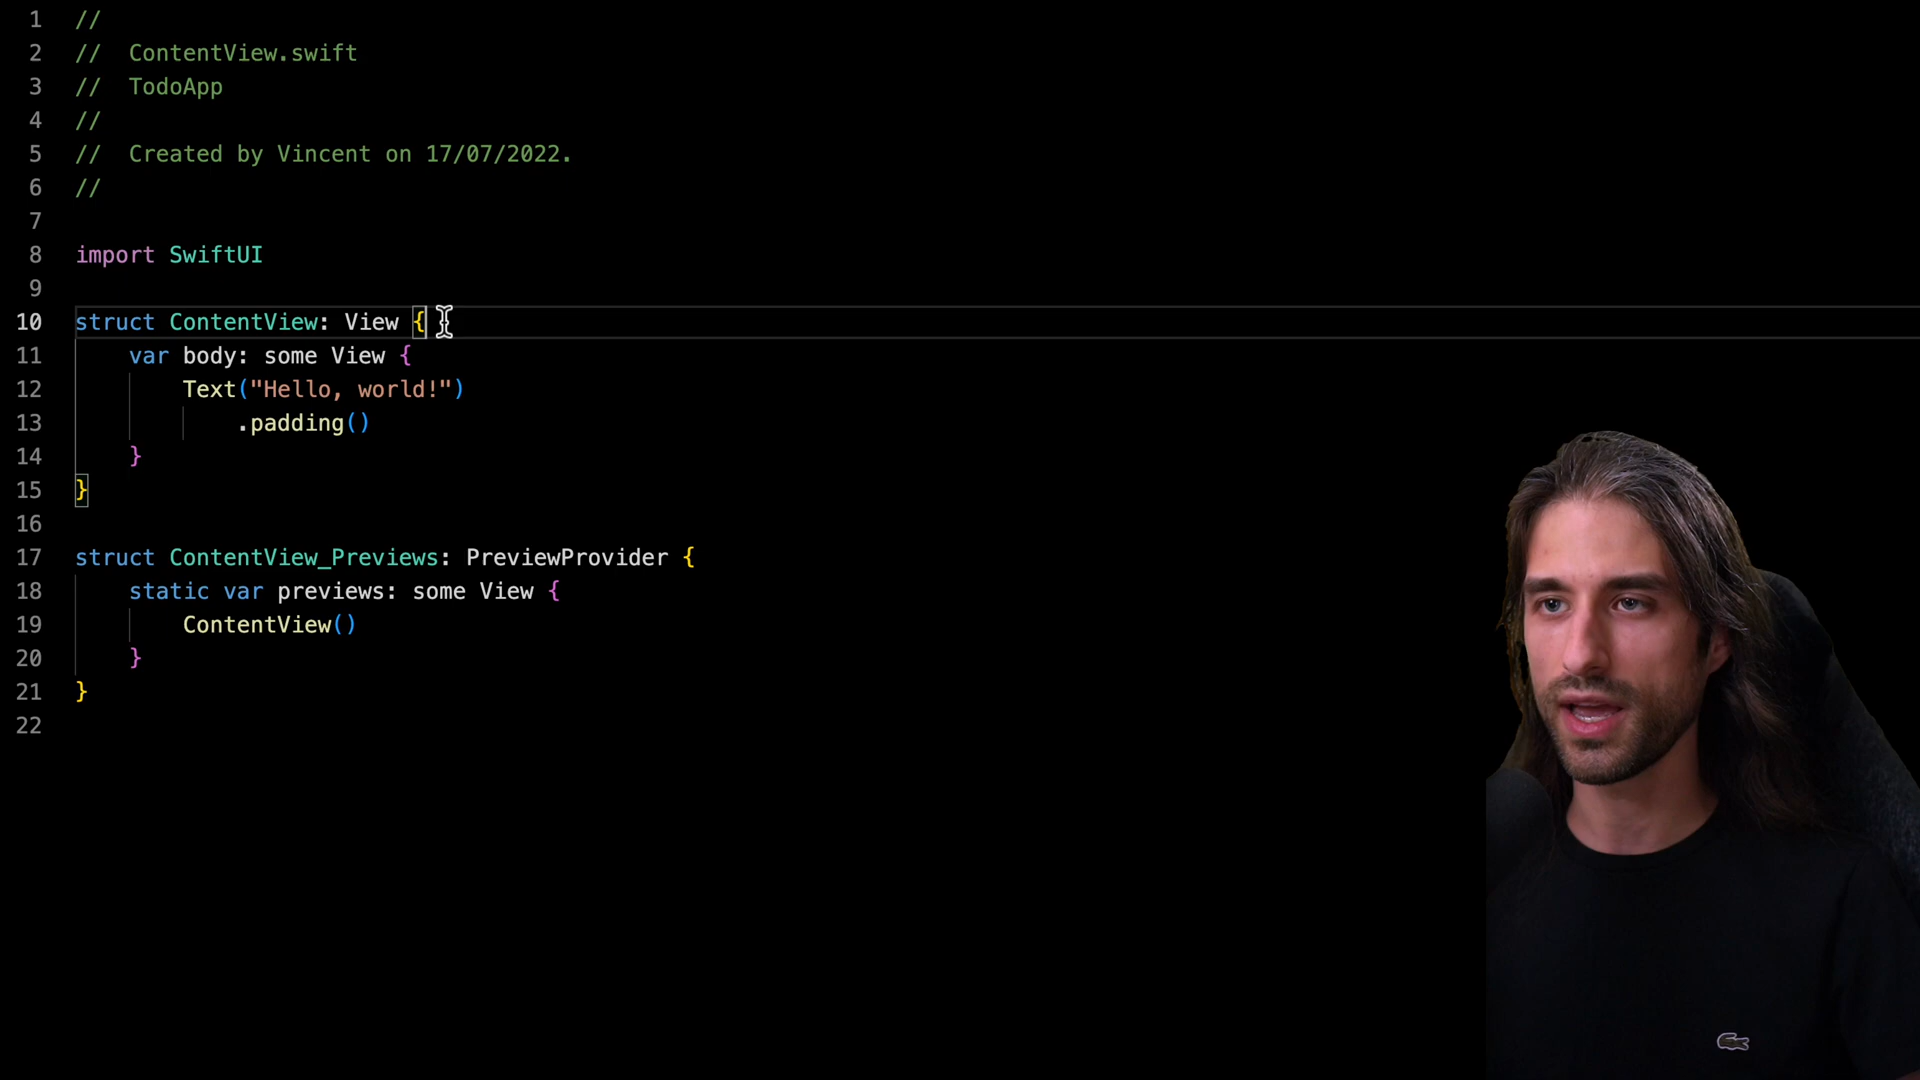 1 //
2 //  ContentView.swift
3 //  TodoApp
4 //
5 //  Created by Vincent on 17/07/2022.
6 //
7
8 import SwiftUI
9
10 struct ContentView: View {
11     var body: some View {
12         Text("Hello, world!")
13             .padding()
14     }
15 }
16
17 struct ContentView_Previews: PreviewProvider {
18     static var previews: some View {
19         ContentView()
20     }
21 }
22